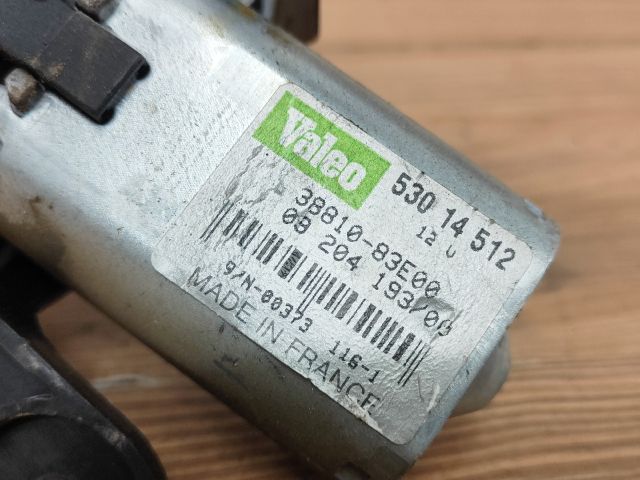 Valeo 530 14 512
12 V
38810-83E00
09 204 193/00
9/N-00373 116-1
MADE IN FRANCE